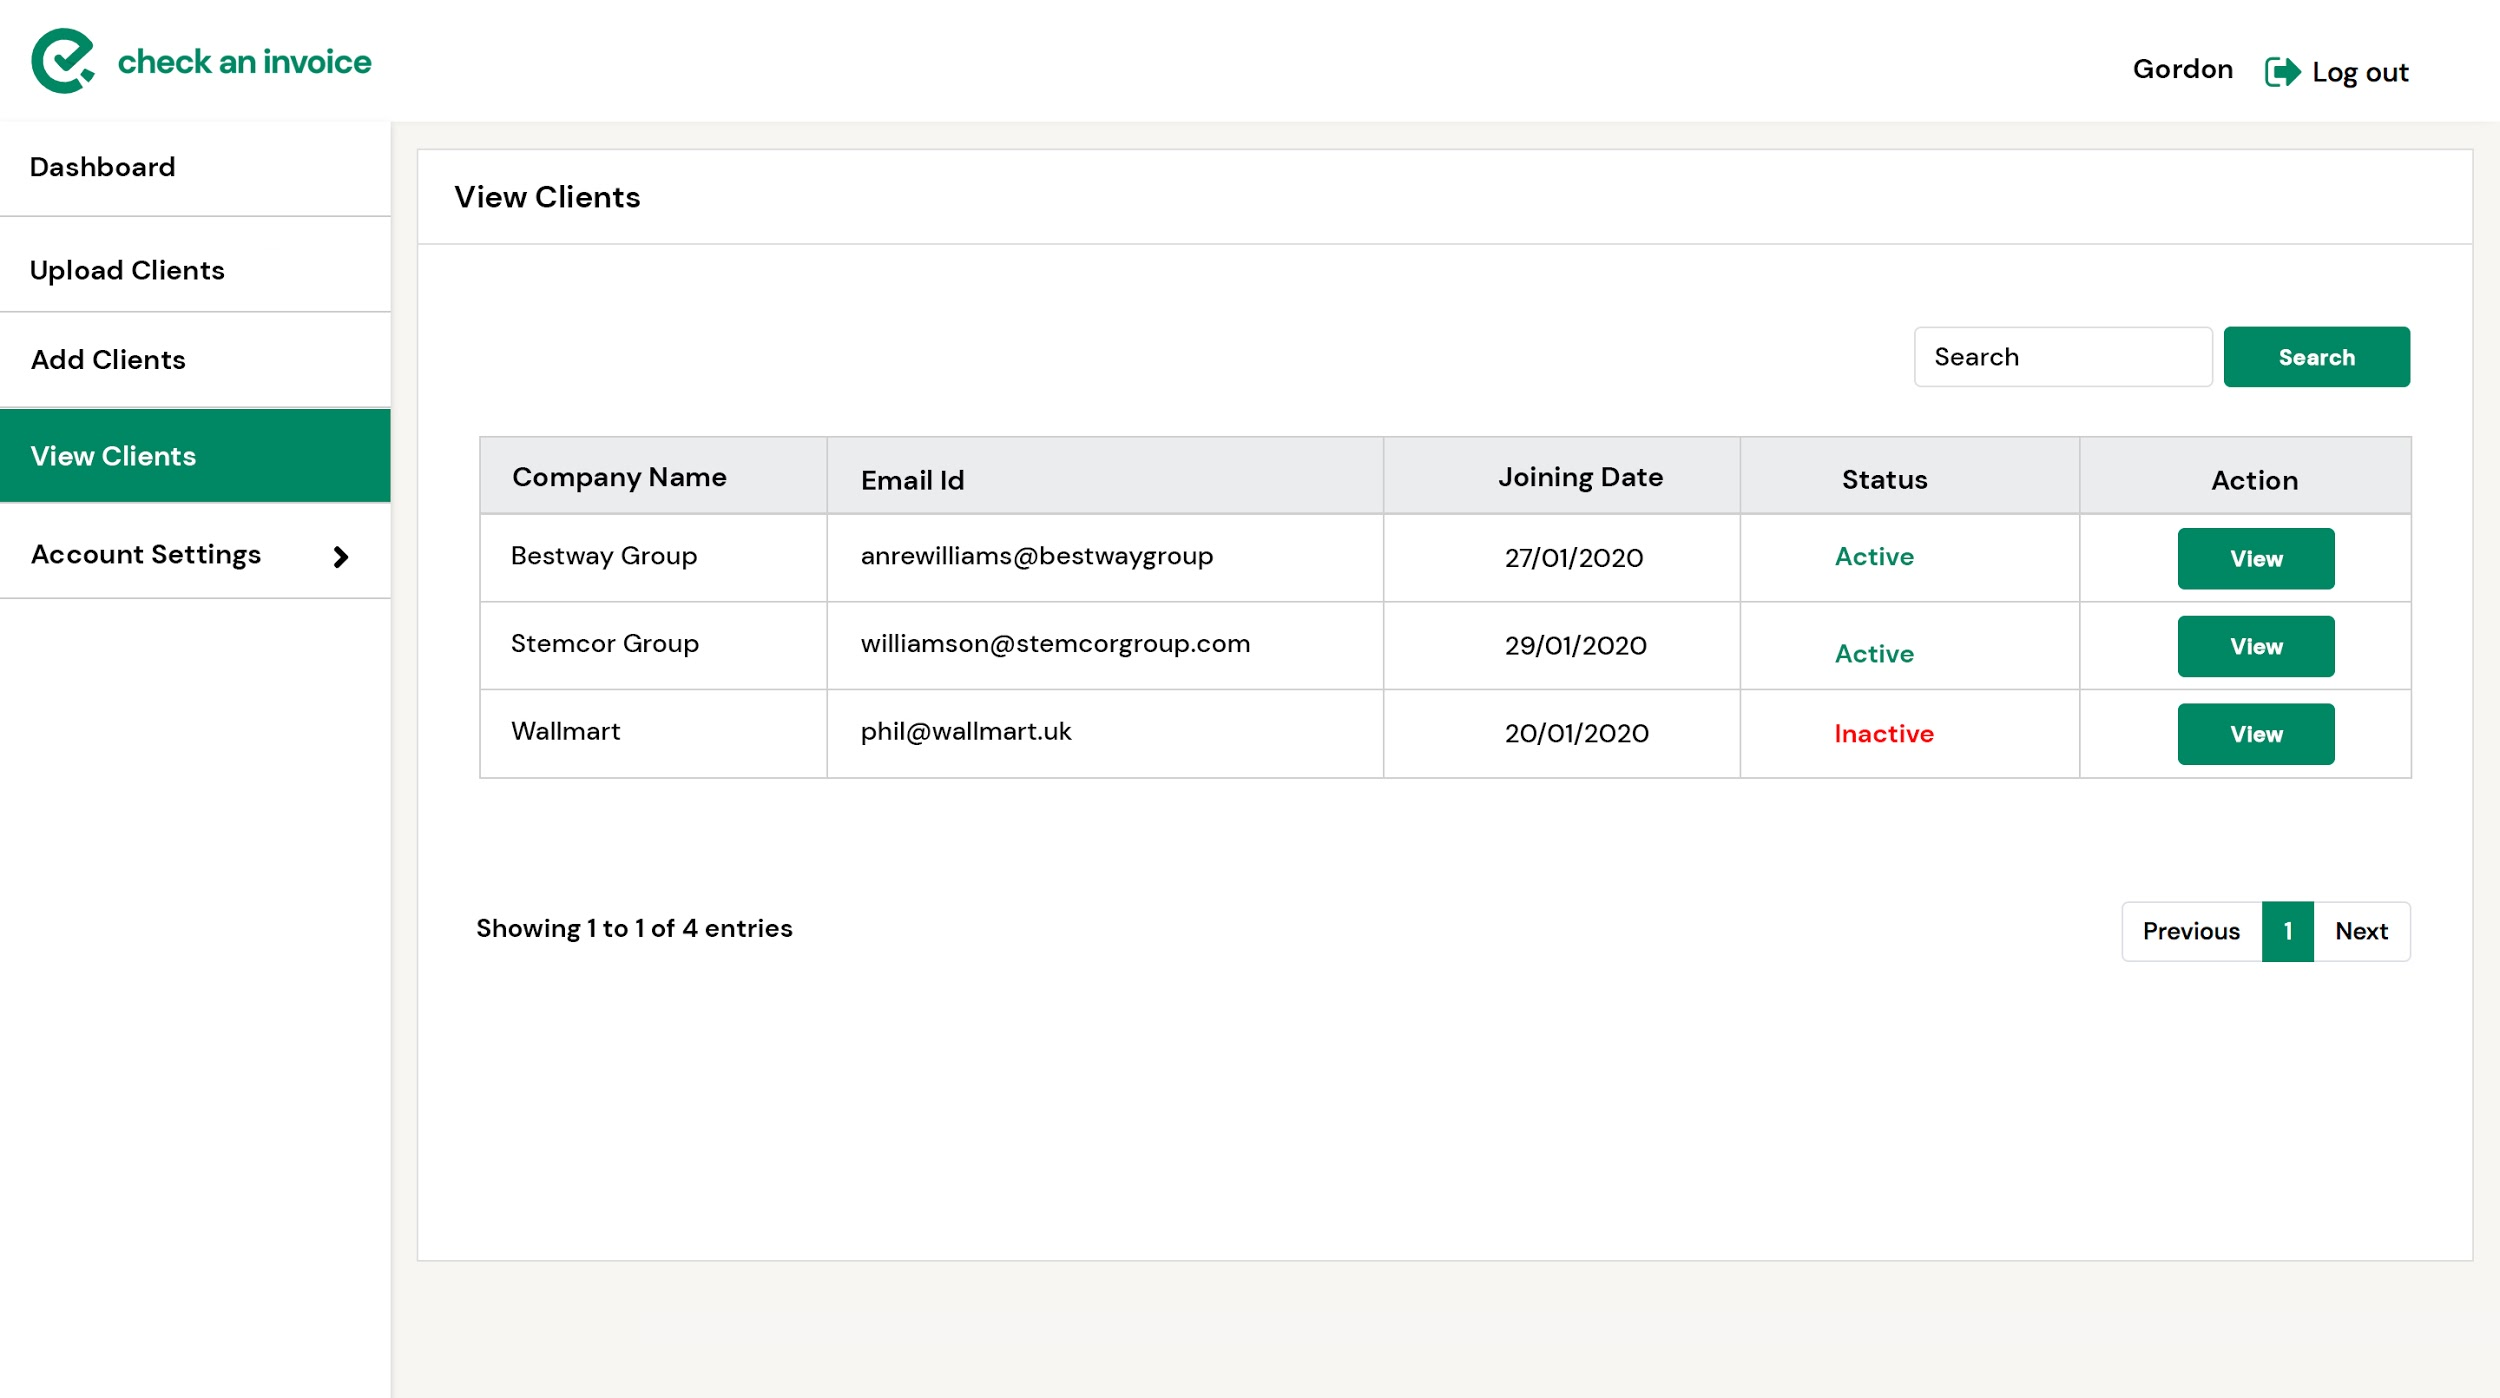 check an invoice
Gordon
Log out
Dashboard
Upload Clients
Add Clients
View Clients
Account Settings
View Clients
Search Search
Company Name Email Id Joining Date Status Action
Bestway Group anrewilliams@bestwaygroup 27/01/2020 Active View
Stemcor Group williamson@stemcorgroup.com 29/01/2020 Active View
Wallmart phil@wallmart.uk 20/01/2020 Inactive View
Showing 1 to 1 of 4 entries
Previous 1 Next